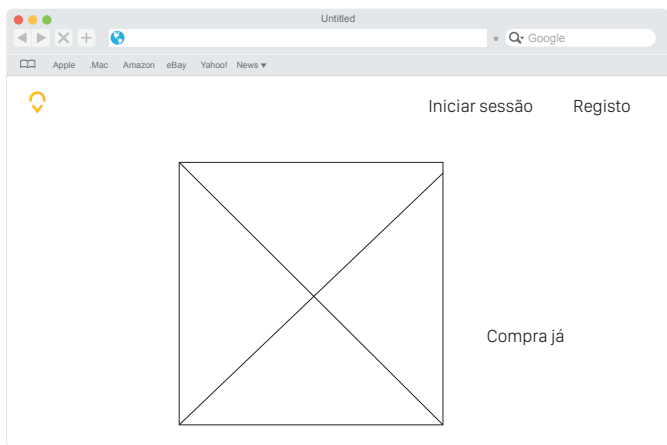 Untitled
Google
Apple .Mac Amazon eBay Yahoo! News ▾
Iniciar sessão Registo
Compra já